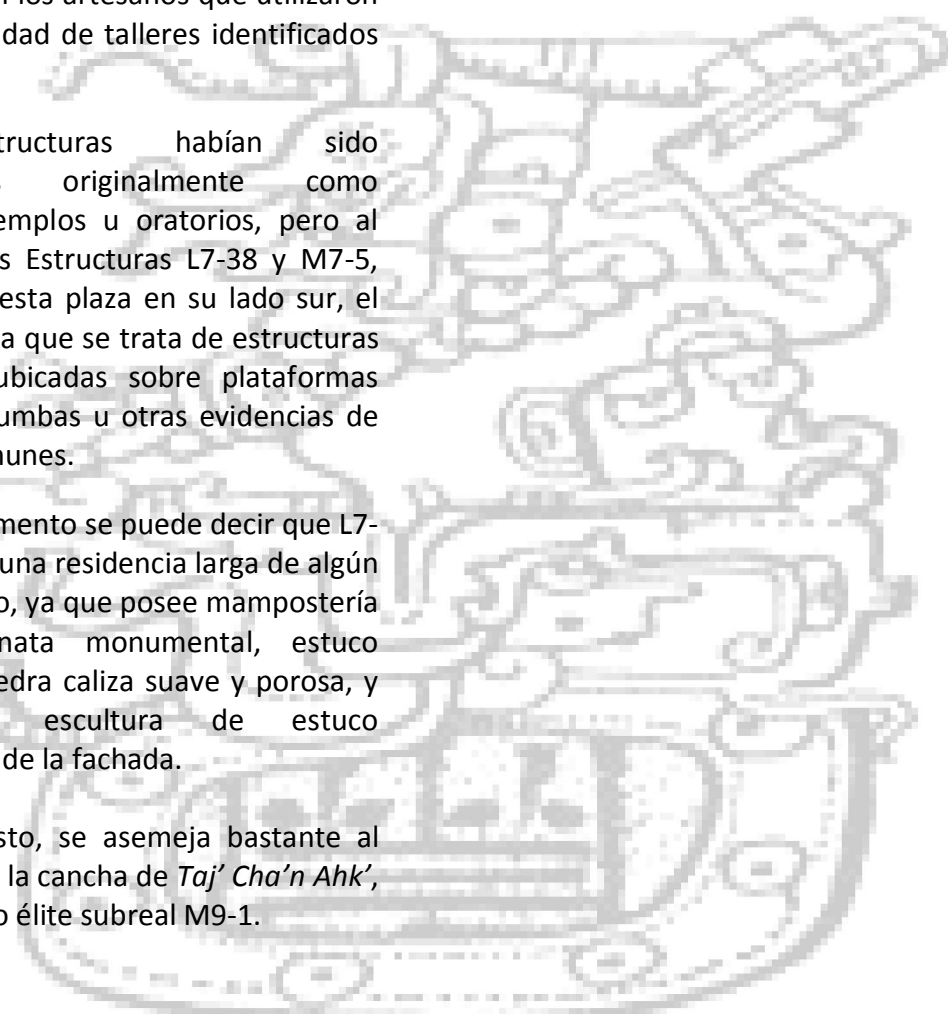 los artesanos que utilizaron
dad de talleres identificados
tructuras habían sido
originalmente como
emplos u oratorios, pero al
s Estructuras L7-38 y M7-5,
esta plaza en su lado sur, el
a que se trata de estructuras
ubicadas sobre plataformas
umbas u otras evidencias de
unes.
mento se puede decir que L7-
una residencia larga de algún
o, ya que posee mampostería
nata monumental, estuco
edra caliza suave y porosa, y
escultura de estuco
de la fachada.
sto, se asemeja bastante al
la cancha de Taj' Cha'n Ahk',
o élite subreal M9-1.